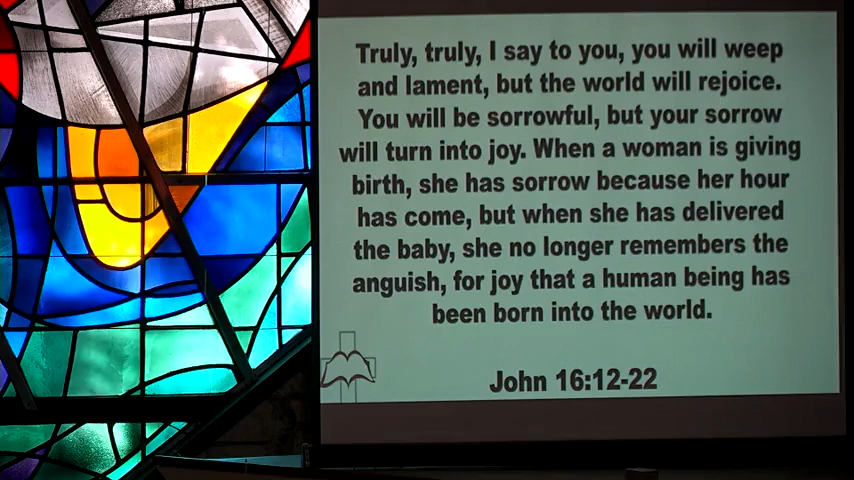 Truly, truly, I say to you, you will weep
and lament, but the world will rejoice.
You will be sorrowful, but your sorrow
will turn into joy. When a woman is giving
birth, she has sorrow because her hour
has come, but when she has delivered
the baby, she no longer remembers the
anguish, for joy that a human being has
been born into the world.
John 16:12-22